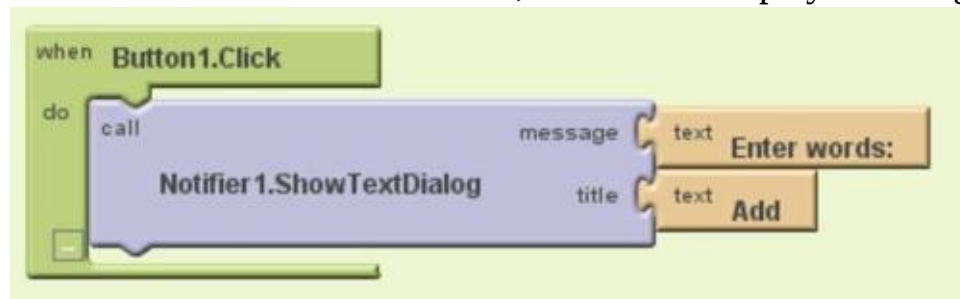 when Button1.Click
do
call
message text Enter words:
Notifier1.ShowTextDialog
title text Add